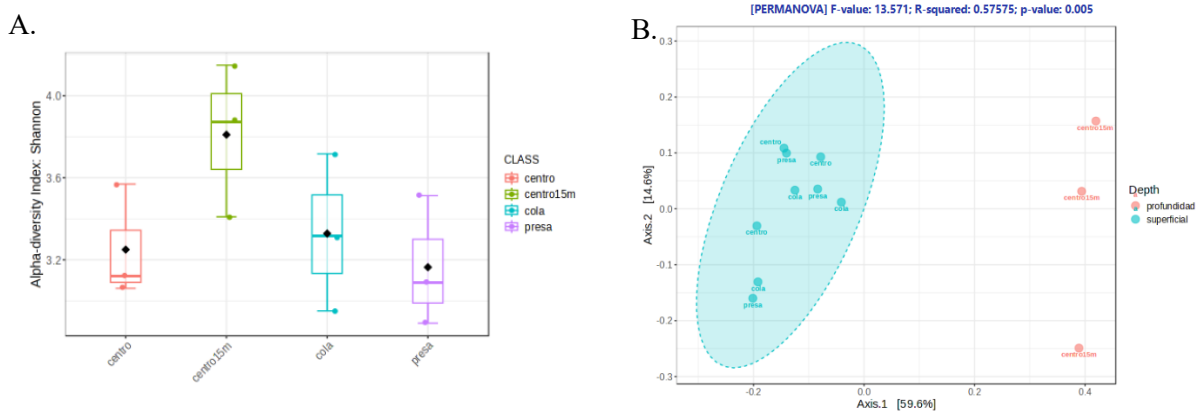 A.
Alpha-diversity Index: Shannon
4.0
3.6
3.2
centro
centro15m
cola
presa
CLASS
centro
centro15m
cola
presa
[PERMANOVA] F-value: 13.571; R-squared: 0.57575; p-value: 0.005
B.
Axis.2 [14.6%]
0.3
0.2
0.1
0.0
-0.1
-0.2
-0.3
centro
presa
centro
cola
presa
cola
centro
cola
presa
centro15m
centro15m
centro15m
-0.2
0.0
0.2
0.4
Axis.1 [59.6%]
Depth
profundidad
superficial